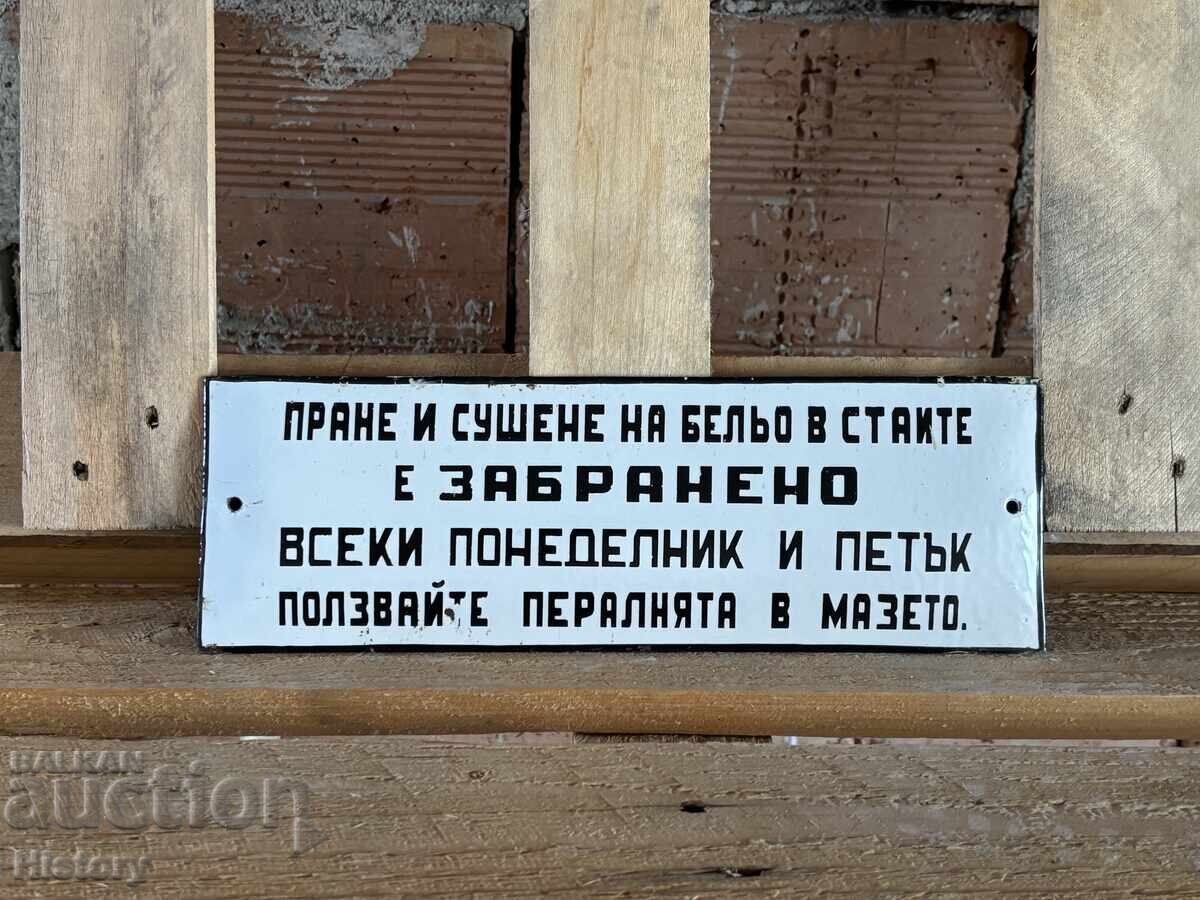 ПРАНЕ И СУШЕНЕ НА БЕЛЬО В СТАИТЕ
Е ЗАБРАНЕНО
ВСЕКИ ПОНЕДЕЛНИК И ПЕТЪК
ПОЛЗВАЙТЕ ПЕРАЛНЯТА В МАЗЕТО.
BALKAN
auction
History